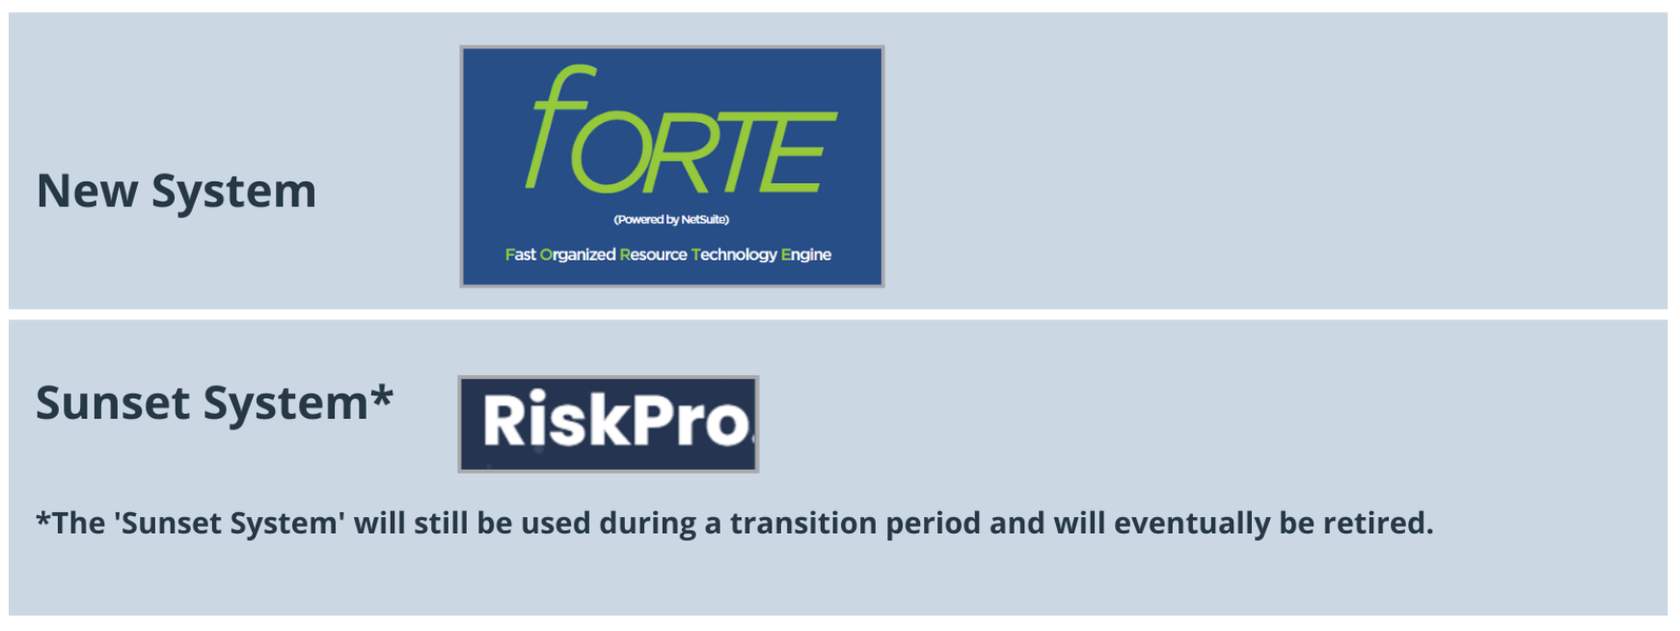 New System
fORTE
(Powered by NetSuite)
Fast Organized Resource Technology Engine
Sunset System*
RiskPro.
*The 'Sunset System' will still be used during a transition period and will eventually be retired.